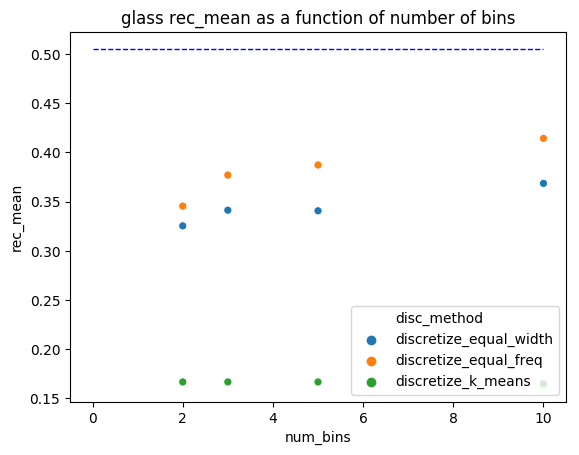 glass rec_mean as a function of number of bins
0.50
0.45
0.40
0.35
0.30
0.25
0.20
0.15
rec_mean
disc_method
discretize_equal_width
discretize_equal_freq
discretize_k_means
0 2 4 6 8 10
num_bins